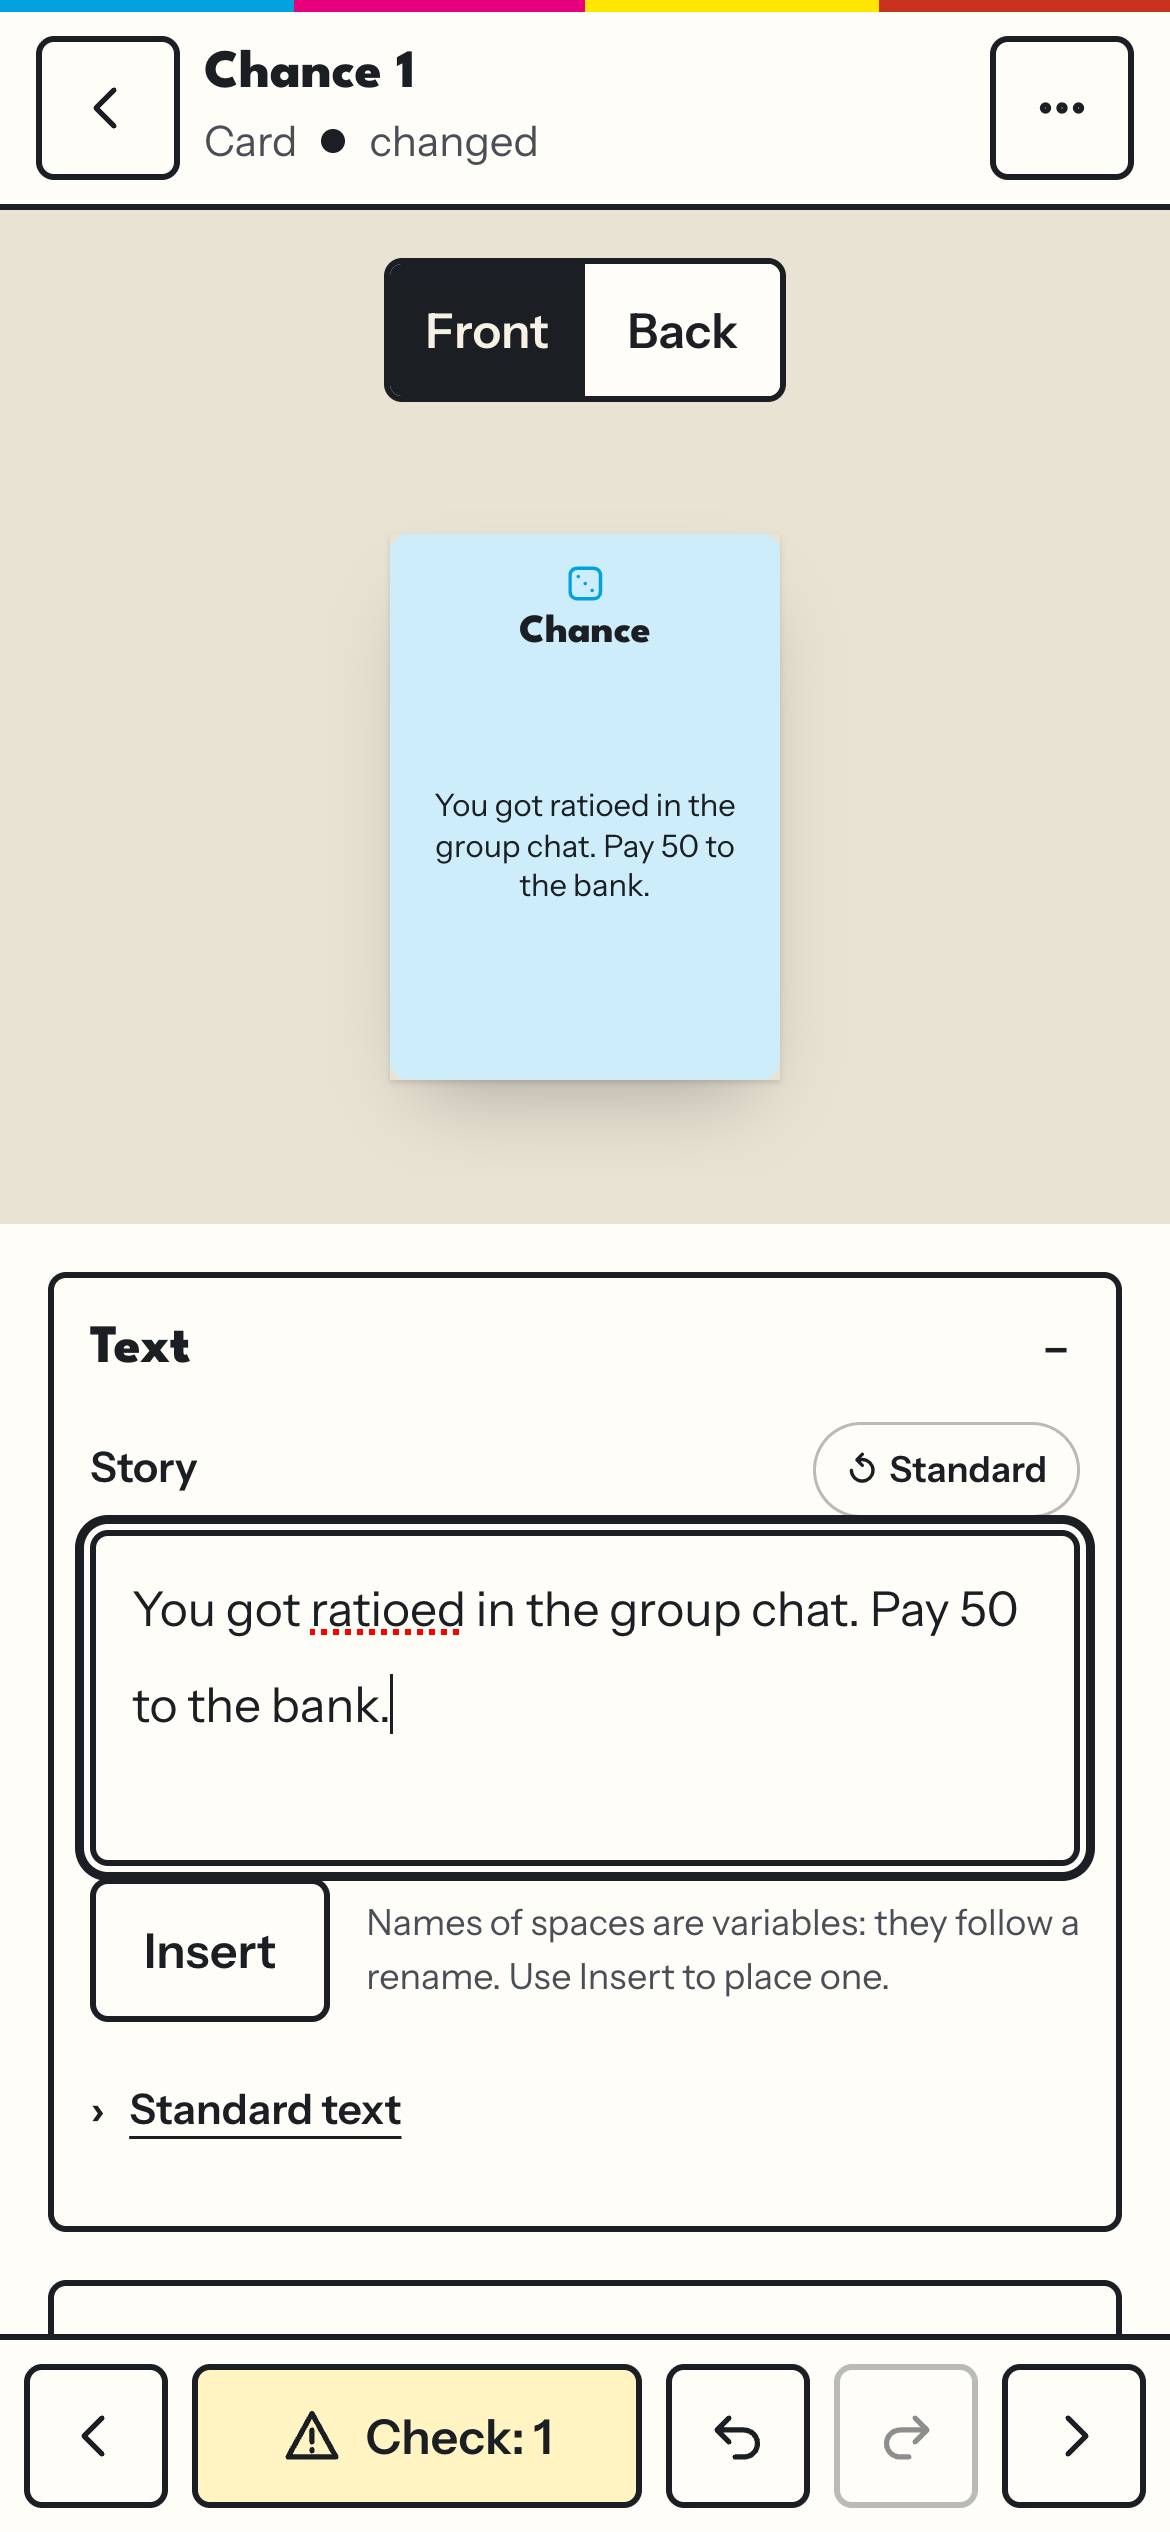 Chance 1
Card ● changed
Front
Back
Chance
You got ratioed in the
group chat. Pay 50 to
the bank.
Text
Story
Standard
You got ratioed in the group chat. Pay 50
to the bank.
Insert
Names of spaces are variables: they follow a
rename. Use Insert to place one.
› Standard text
Check: 1